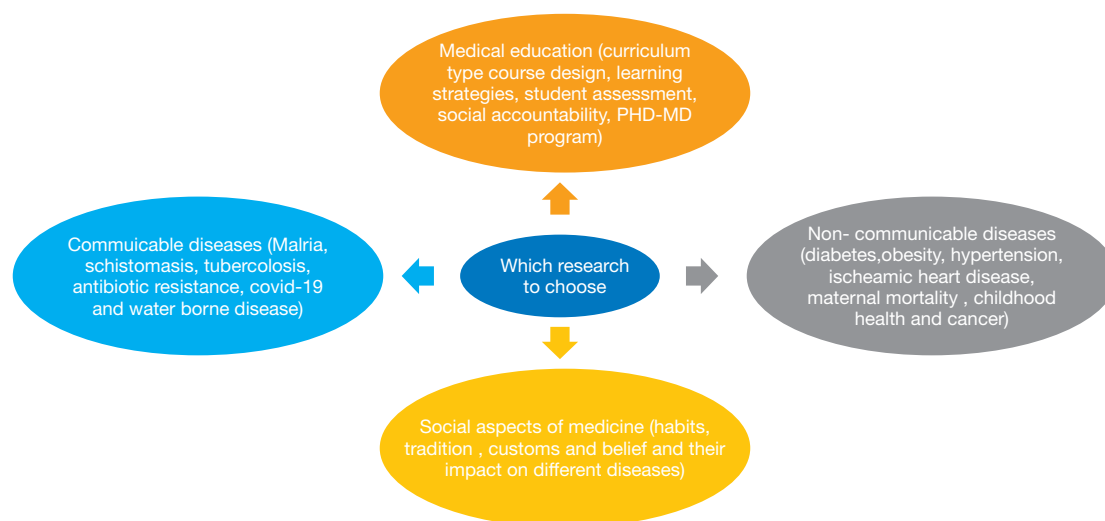 Medical education (curriculum
type course design, learning
strategies, student assessment,
social accountability, PHD-MD
program)
Commuicable diseases (Malria,
schistomasis, tubercolosis,
antibiotic resistance, covid-19
and water borne disease)
Which research
to choose
Non- communicable diseases
(diabetes,obesity, hypertension,
ischeamic heart disease,
maternal mortality , childhood
health and cancer)
Social aspects of medicine (habits,
tradition , customs and belief and their
impact on different diseases)